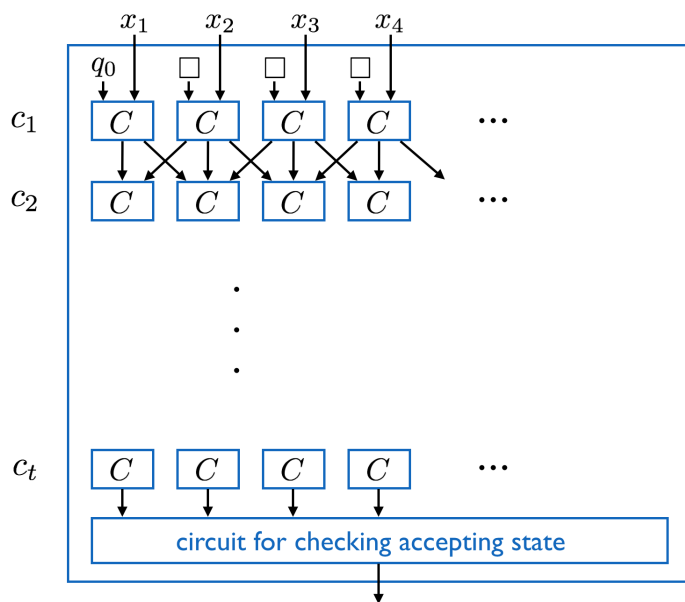 x₁ x₂ x₃ x₄
q₀ □ □ □
c₁ C C C C ...
c₂ C C C C ...
cₜ C C C C ...
circuit for checking accepting state